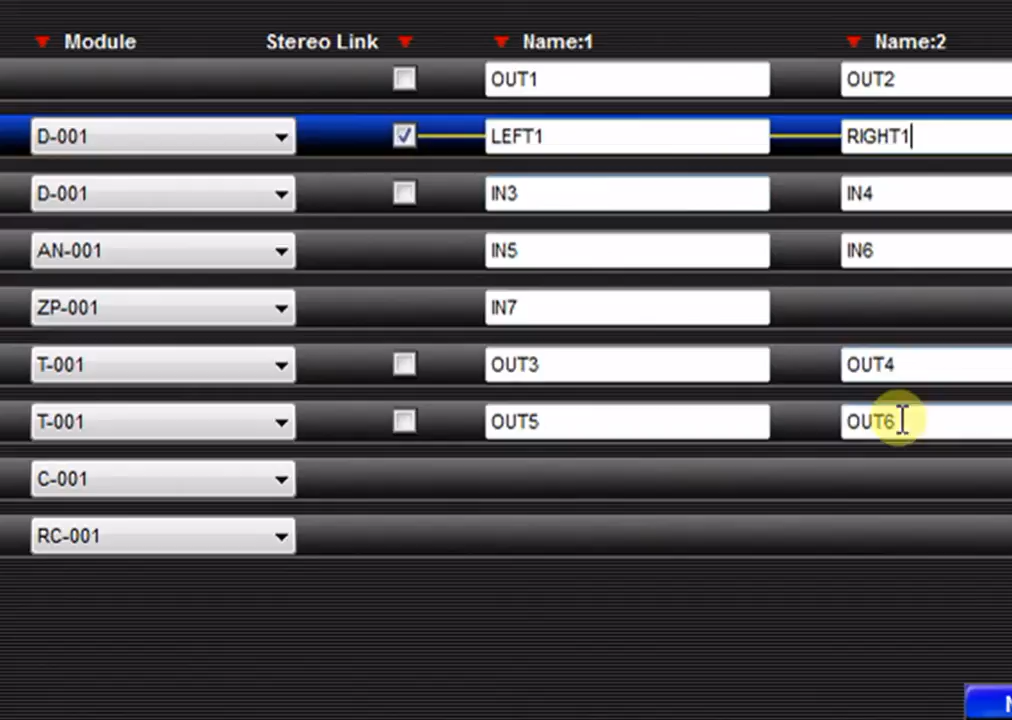 Module Stereo Link Name:1 Name:2
OUT1 OUT2
D-001 LEFT1 RIGHT1
D-001 IN3 IN4
AN-001 IN5 IN6
ZP-001 IN7
T-001 OUT3 OUT4
T-001 OUT5 OUT6
C-001
RC-001